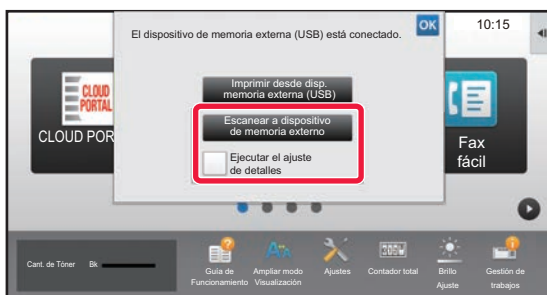 El dispositivo de memoria externa (USB) está conectado.
OK
10:15
Imprimir desde disp.
memoria externa (USB)
Escanear a dispositivo
de memoria externo
Ejecutar el ajuste
de detalles
CLOUD
PORTAL
CLOUD POR
Fax
fácil
Cant. de Tóner
Bk
Guía de
Funcionamiento
Ampliar modo
Visualización
Ajustes
Contador total
Brillo
Ajuste
Gestión de
trabajos